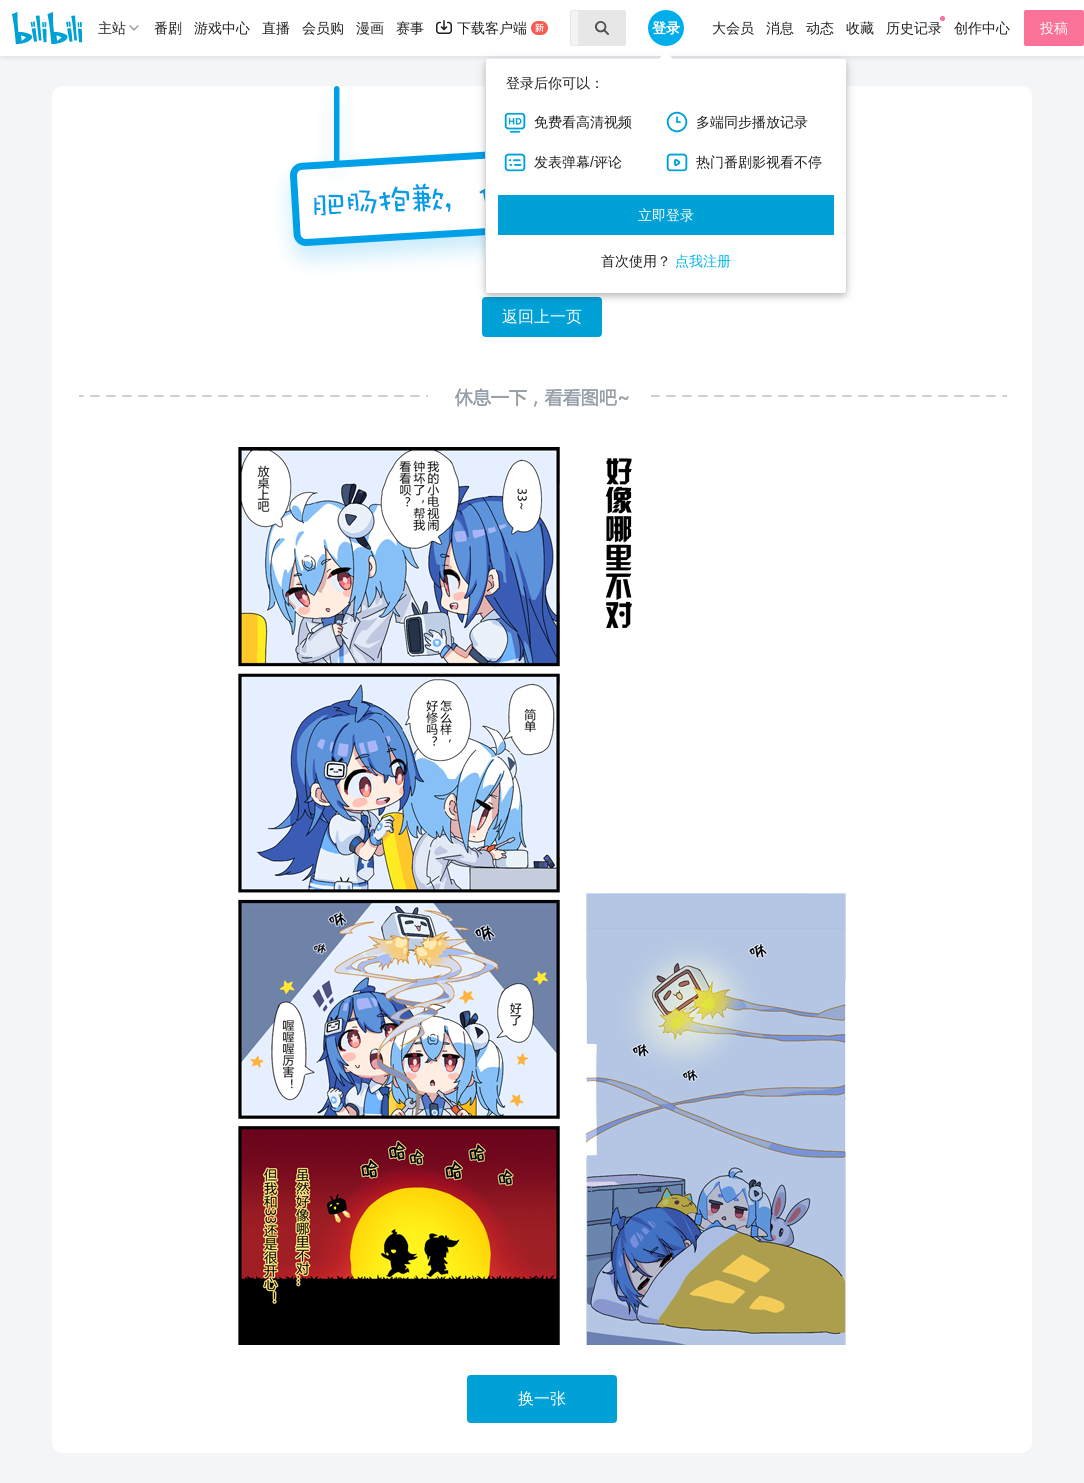 bilibili
主站
番剧
游戏中心
直播
会员购
漫画
赛事
下载客户端
新
登录
大会员
消息
动态
收藏
历史记录
创作中心
投稿
登录后你可以：
HD
免费看高清视频
多端同步播放记录
发表弹幕/评论
热门番剧影视看不停
立即登录
首次使用？ 点我注册
肥肠抱歉，
返回上一页
休息一下，看看图吧~
好像哪里不对
33~
我的小电视闹
钟坏了，帮我
看看呗？
放桌上吧
简单
怎么样，
好修吗？
咻
咻
咻
好了
喔喔喔厉害！
哈
哈
哈
哈
哈
哈
虽然好像哪里不对…
但我和33还是很开心！
咻
咻
咻
换一张